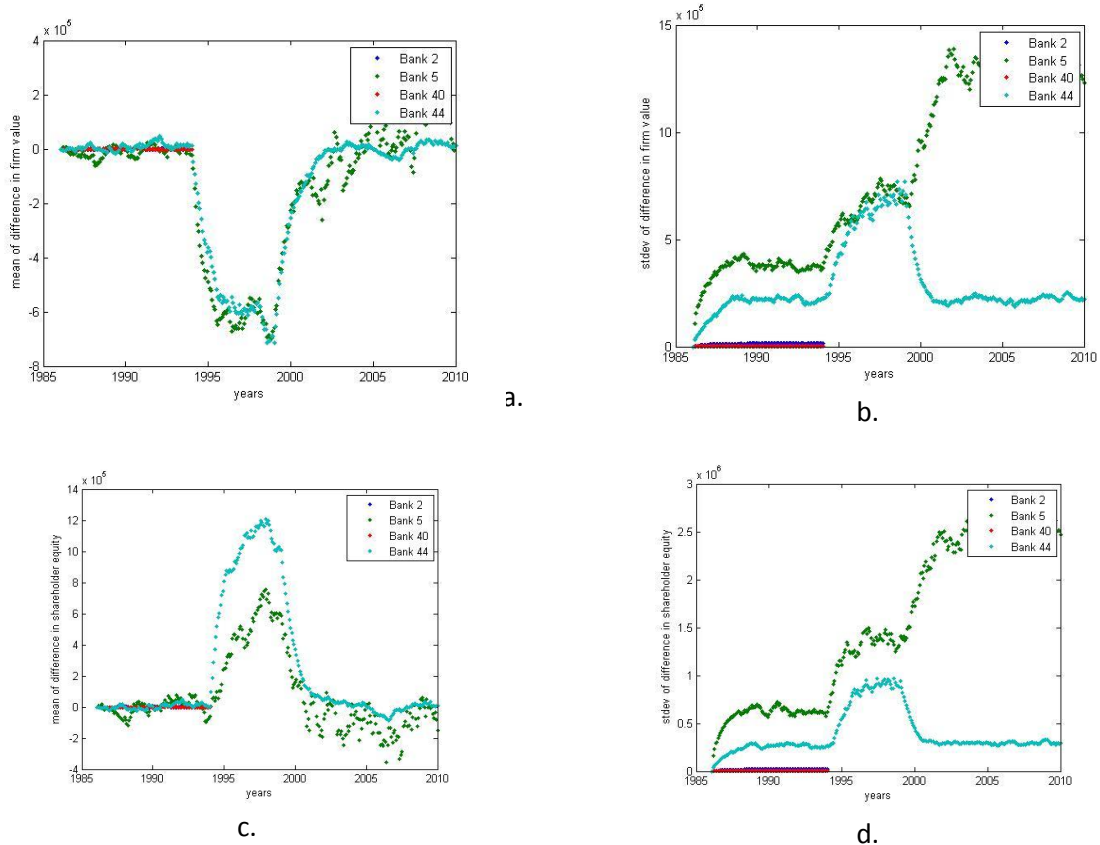 x 10^5
4
2
0
-2
-4
-6
-8
mean of difference in firm value
1985 1990 1995 2000 2005 2010
years
Bank 2
Bank 5
Bank 40
Bank 44
a.
x 10^5
15
10
5
0
stdev of difference in firm value
1985 1990 1995 2000 2005 2010
years
Bank 2
Bank 5
Bank 40
Bank 44
b.
x 10^5
14
12
10
8
6
4
2
0
-2
-4
mean of difference in shareholder equity
1985 1990 1995 2000 2005 2010
years
Bank 2
Bank 5
Bank 40
Bank 44
c.
x 10^6
3
2.5
2
1.5
1
0.5
0
stdev of difference in shareholder equity
1985 1990 1995 2000 2005 2010
years
Bank 2
Bank 5
Bank 40
Bank 44
d.